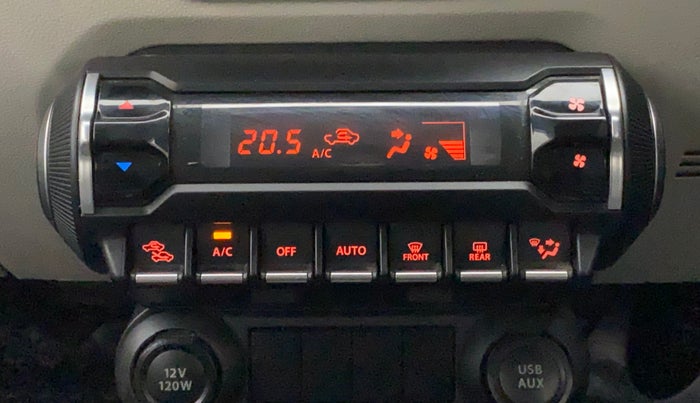 20.5
A/C
A/C
OFF
AUTO
FRONT
REAR
12V
120W
USB
AUX